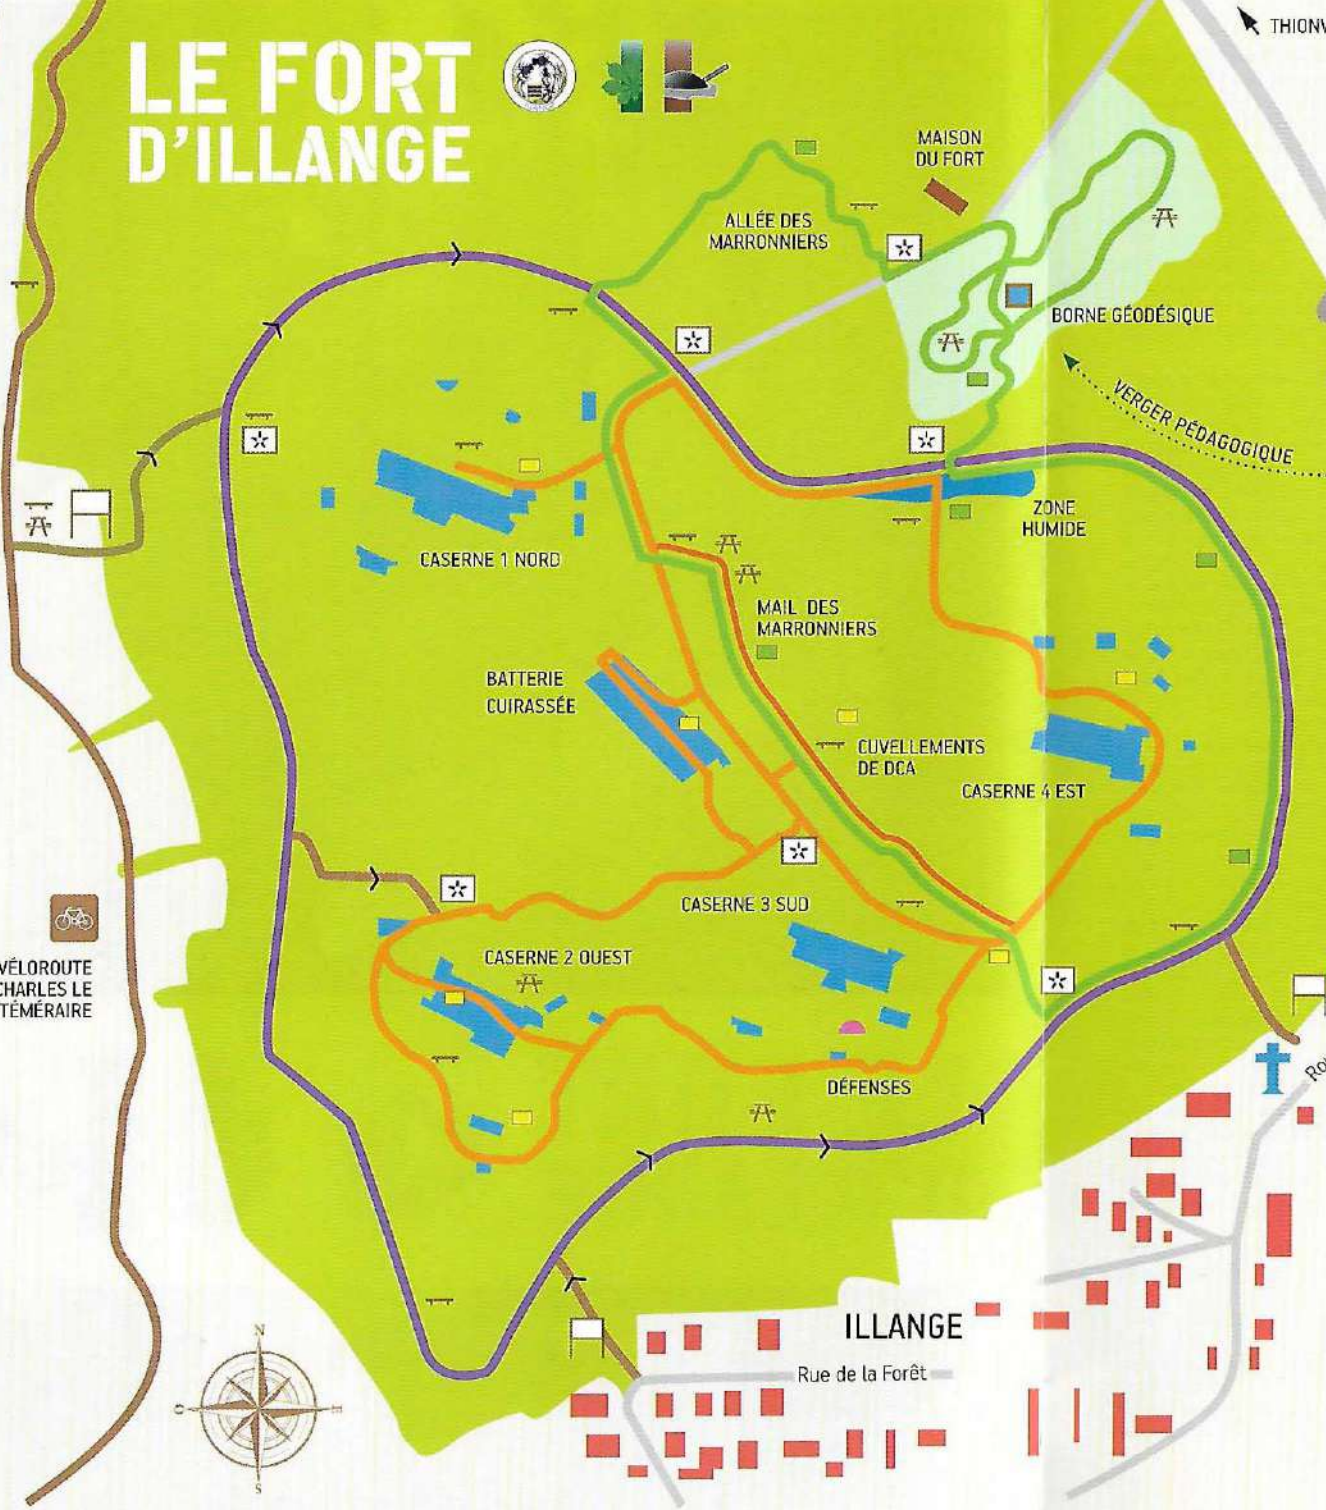 LE FORT
D'ILLANGE
THIONV
MAISON
DU FORT
ALLÉE DES
MARRONNIERS
BORNE GÉODÉSIQUE
VERGER PÉDAGOGIQUE
ZONE
HUMIDE
CASERNE 1 NORD
MAIL DES
MARRONNIERS
BATTERIE
CUIRASSÉE
CUVELLEMENTS
DE DCA
CASERNE 4 EST
CASERNE 3 SUD
CASERNE 2 OUEST
VÉLOROUTE
CHARLES LE
TÉMÉRAIRE
DÉFENSES
Rou
ILLANGE
Rue de la Forêt
N
O
E
S